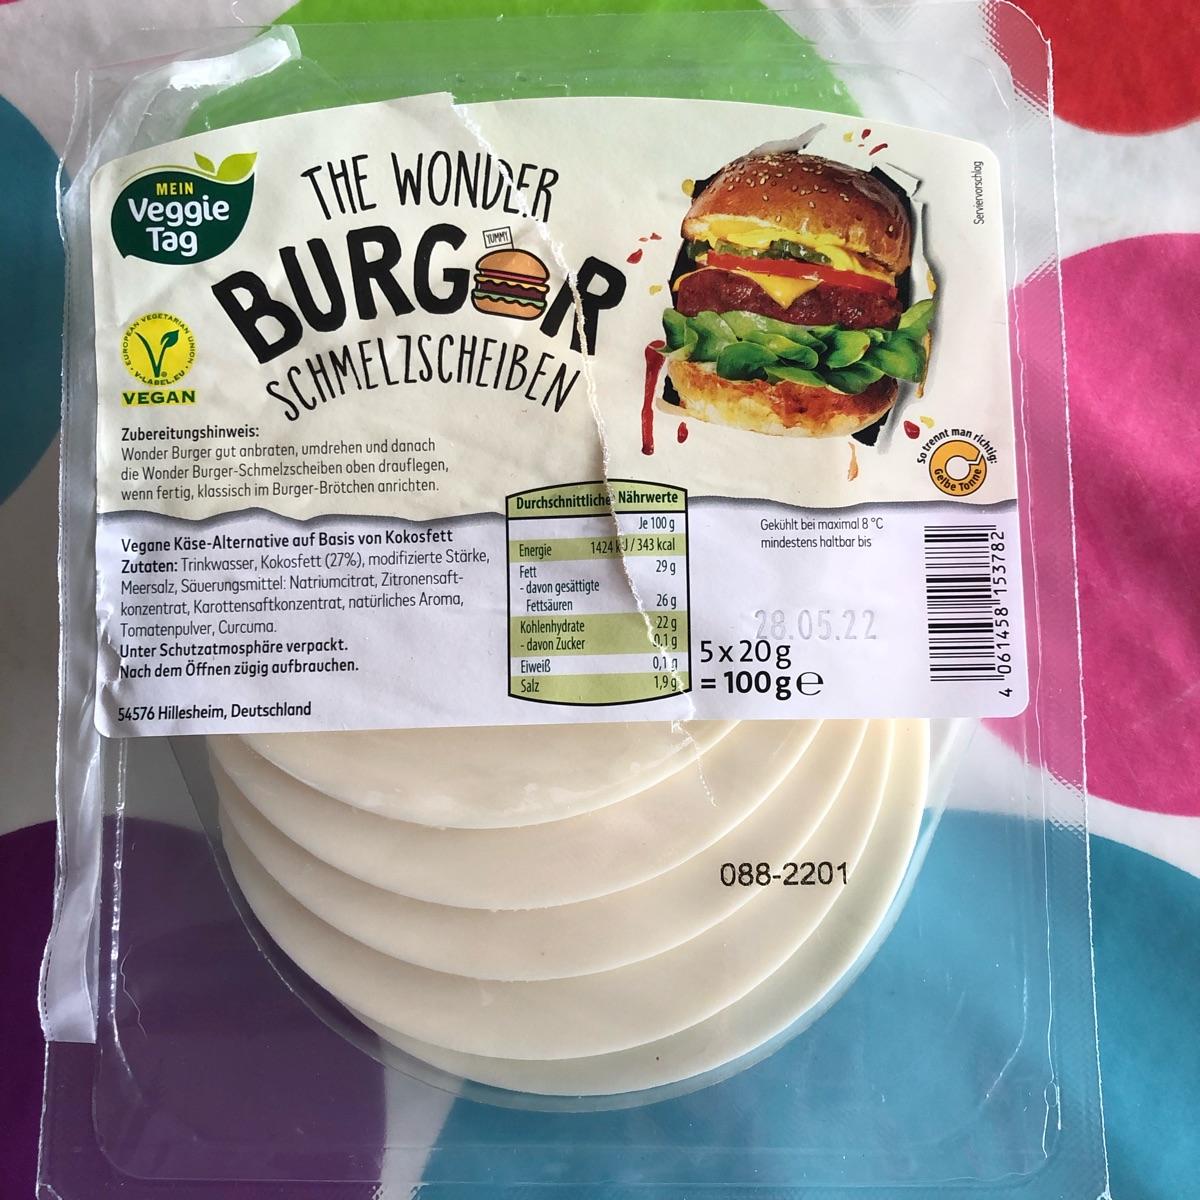 MEIN
Veggie
Tag
THE WONDER
YUMMY
BURGER
SCHMELZSCHEIBEN
Serviervorschlag
EUROPEAN VEGETARIAN UNION
V-LABEL.EU
VEGAN
Zubereitungshinweis:
Wonder Burger gut anbraten, umdrehen und danach
die Wonder Burger-Schmelzscheiben oben drauflegen,
wenn fertig, klassisch im Burger-Brötchen anrichten.
So trennt man richtig:
Gelbe Tonne
Vegane Käse-Alternative auf Basis von Kokosfett
Zutaten: Trinkwasser, Kokosfett (27%), modifizierte Stärke,
Meersalz, Säuerungsmittel: Natriumcitrat, Zitronensaft-
konzentrat, Karottensaftkonzentrat, natürliches Aroma,
Tomatenpulver, Curcuma.
Unter Schutzatmosphäre verpackt.
Nach dem Öffnen zügig aufbrauchen.
54576 Hillesheim, Deutschland
Durchschnittliche Nährwerte
Je 100 g
Energie 1424 kJ / 343 kcal
Fett 29 g
- davon gesättigte
Fettsäuren 26 g
Kohlenhydrate 22 g
- davon Zucker 0,1 g
Eiweiß 0,1 g
Salz 1,9 g
Gekühlt bei maximal 8 °C
mindestens haltbar bis
28.05.22
5 x 20 g
= 100 g e
4 061458 153782
088-2201